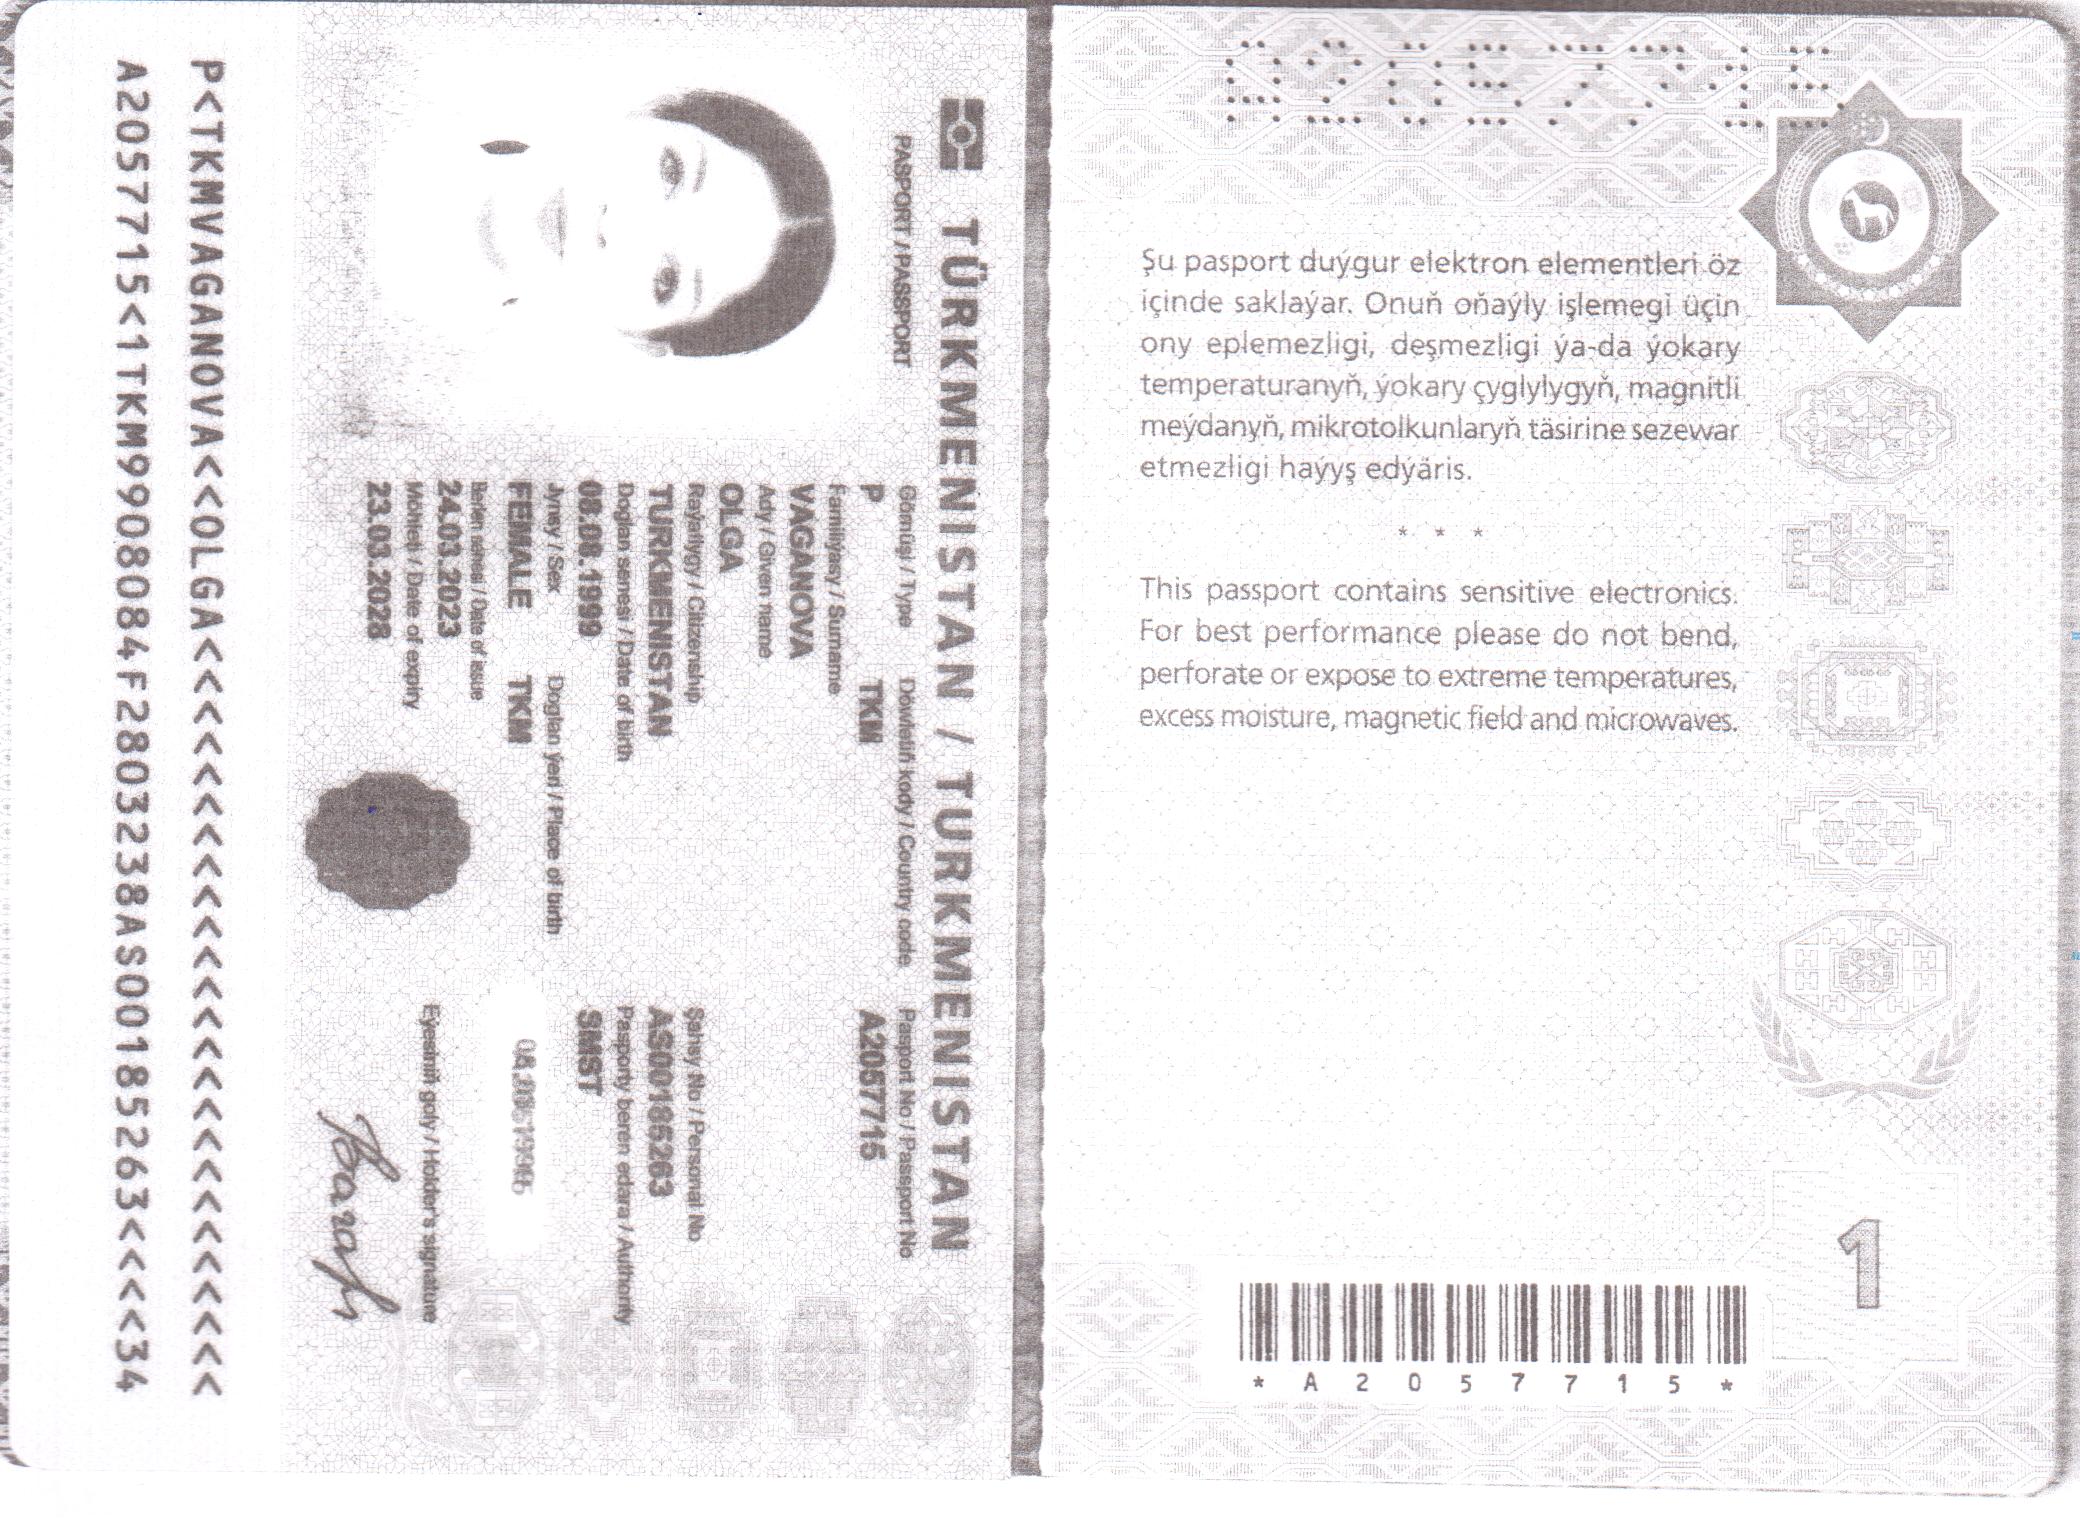 TÜRKMENISTAN / TURKMENISTAN
PASPORT / PASSPORT
Görnüşi / Type
Döwletiň kody / Country code
Pasport No / Passport No
P
TKM
A2057715
Familiýasy / Surname
VAGANOVA
Ady / Given name
OLGA
Raýatlygy / Citizenship
Şahsy No / Personal No
TURKMENISTAN
AS00185263
Doglan senesi / Date of birth
Pasporty beren edara / Authority
08.08.1999
SMST
Jynsy / Sex
Doglan ýeri / Place of birth
FEMALE
TKM
Berlen senesi / Date of issue
24.03.2023
Möhleti / Date of expiry
Eýesiniň goly / Holder's signature
23.03.2028
P<TKMVAGANOVA<<OLGA<<<<<<<<<<<<<<<<<<<<<<<<<
A2057715<1TKM9908084F2803238AS00185263<<<<34
Şu pasport duýgur elektron elementleri öz
içinde saklaýar. Onuň oňaýly işlemegi üçin
ony eplemezligi, deşmezligi ýa-da ýokary
temperaturanyň, ýokary çyglylygyň, magnitli
meýdanyň, mikrotolkunlaryň täsirine sezewar
etmezligi haýyş edýäris.
* * *
This passport contains sensitive electronics.
For best performance please do not bend,
perforate or expose to extreme temperatures,
excess moisture, magnetic field and microwaves.
1
* A 2 0 5 7 7 1 5 *